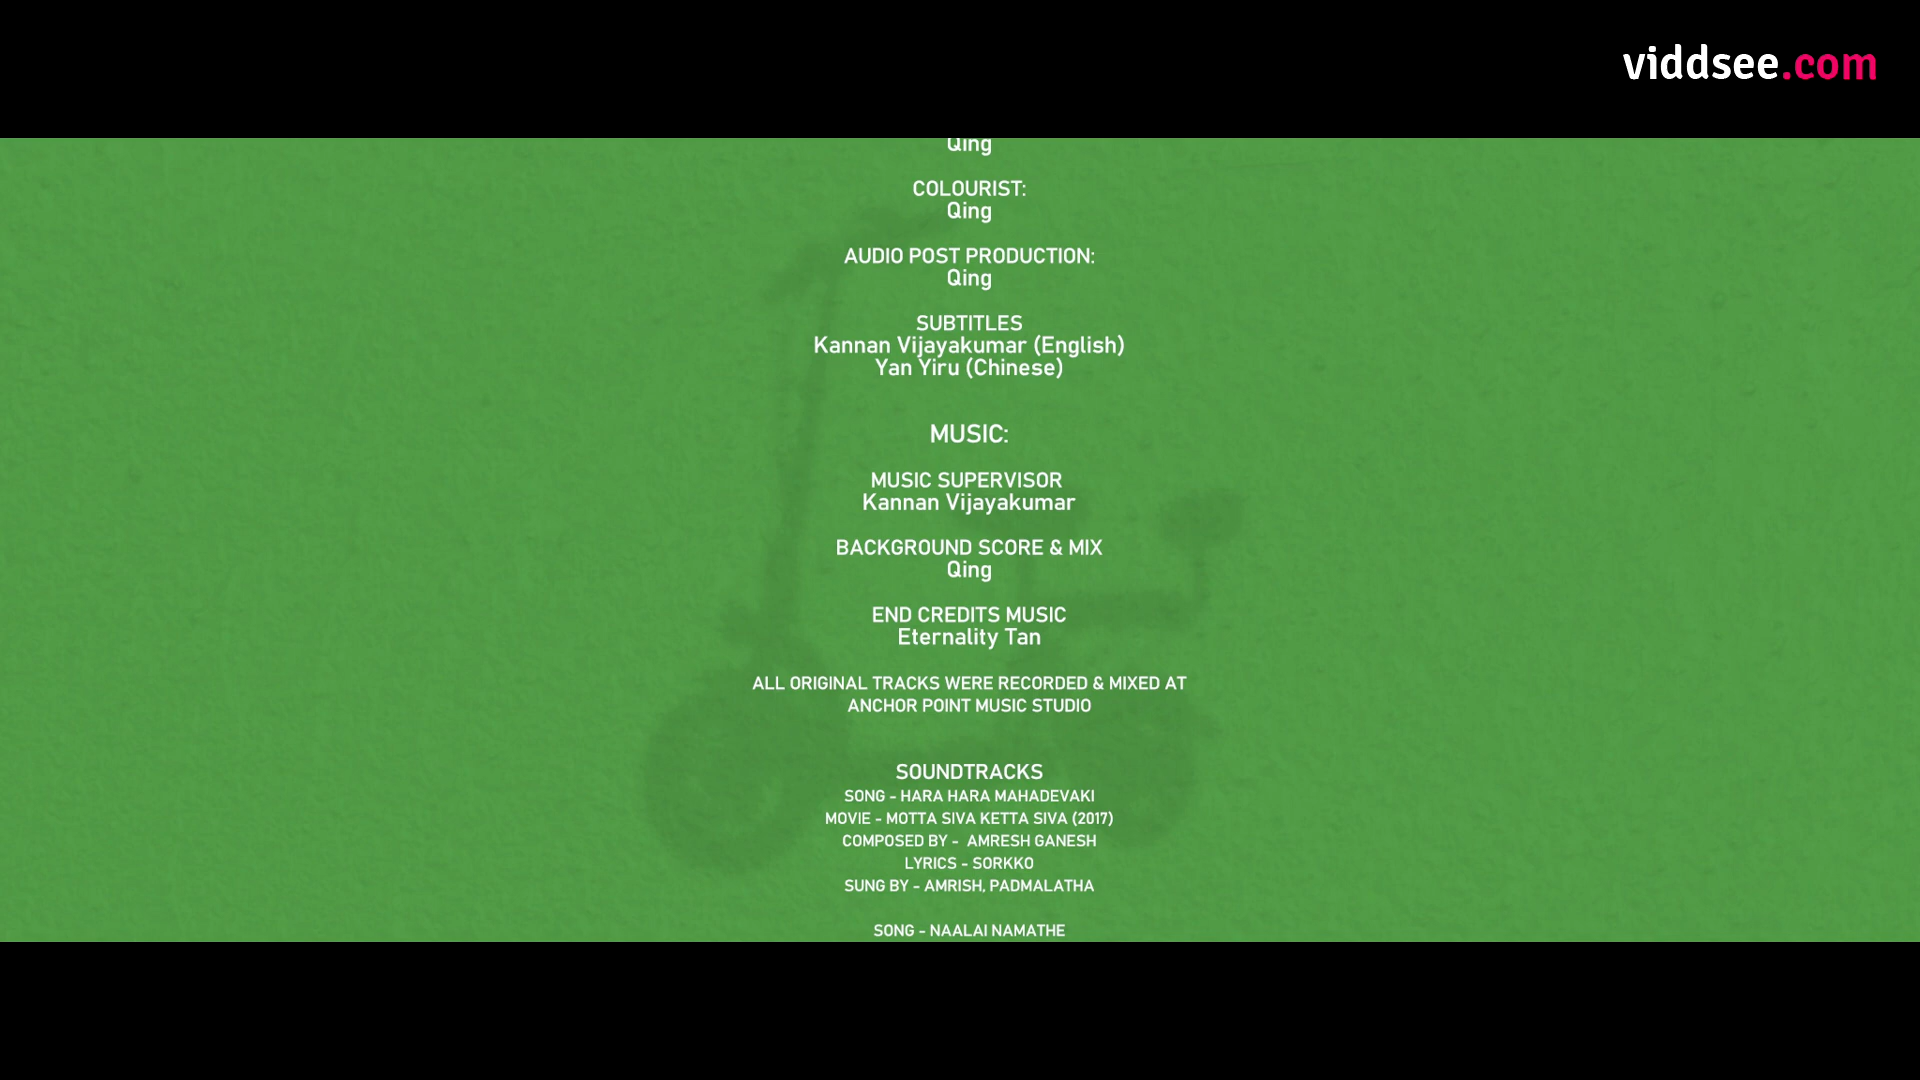 viddsee.com
Qing
COLOURIST:
Qing
AUDIO POST PRODUCTION:
Qing
SUBTITLES
Kannan Vijayakumar (English)
Yan Yiru (Chinese)
MUSIC:
MUSIC SUPERVISOR
Kannan Vijayakumar
BACKGROUND SCORE & MIX
Qing
END CREDITS MUSIC
Eternality Tan
ALL ORIGINAL TRACKS WERE RECORDED & MIXED AT
ANCHOR POINT MUSIC STUDIO
SOUNDTRACKS
SONG - HARA HARA MAHADEVAKI
MOVIE - MOTTA SIVA KETTA SIVA (2017)
COMPOSED BY - AMRESH GANESH
LYRICS - SORKKO
SUNG BY - AMRISH, PADMALATHA
SONG - NAALAI NAMATHE